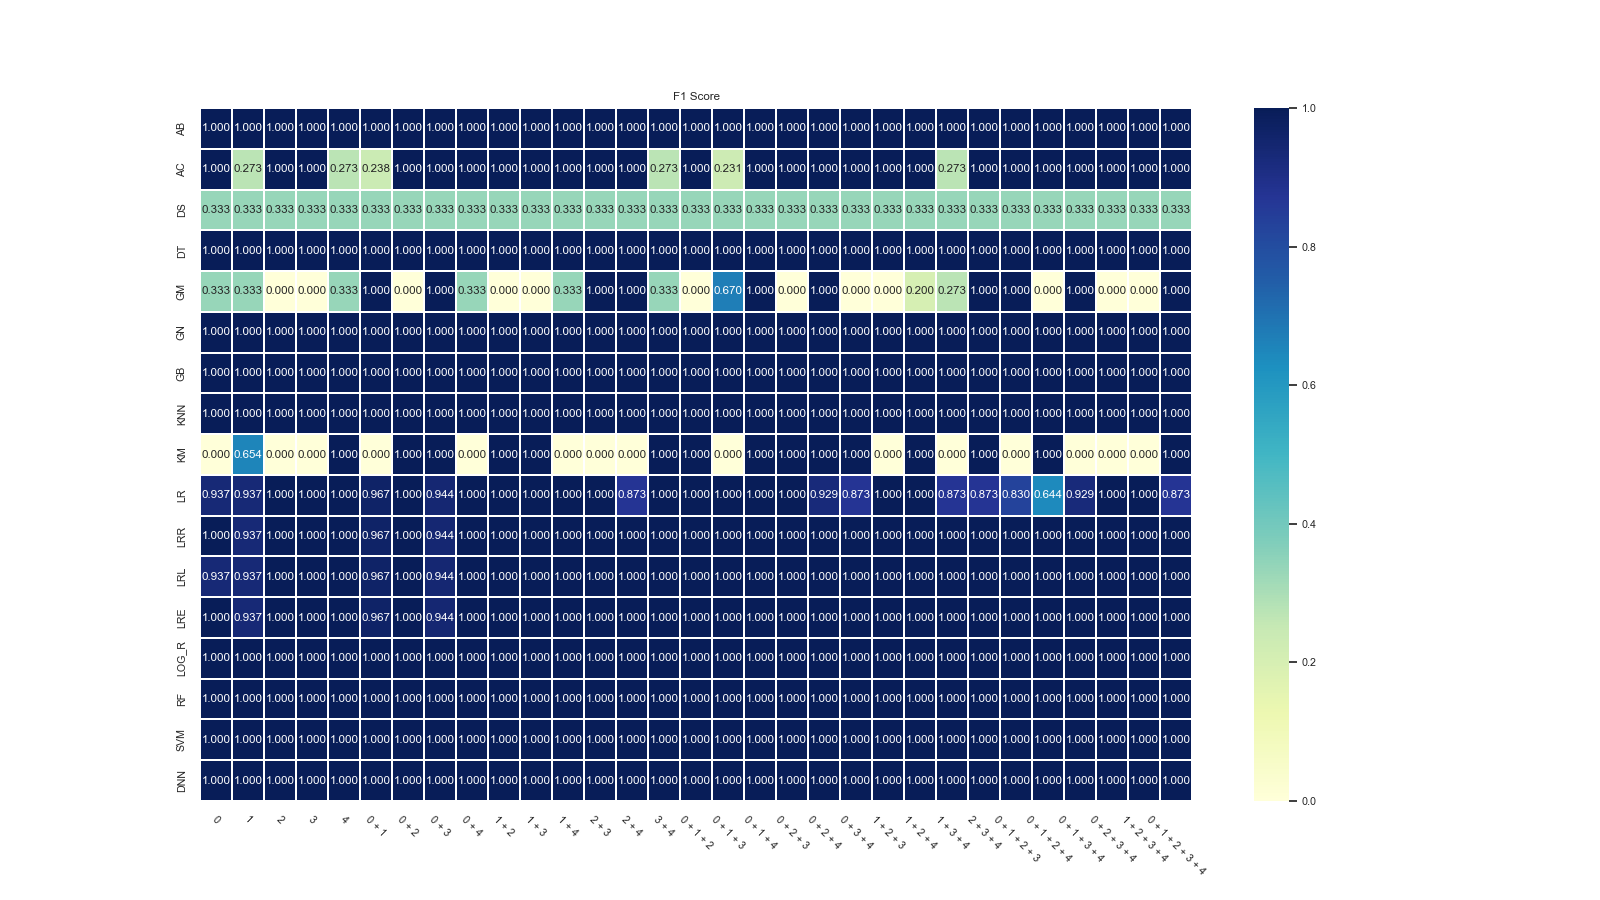 F1 Score
AB 1.000 1.000 1.000 1.000 1.000 1.000 1.000 1.000 1.000 1.000 1.000 1.000 1.000 1.000 1.000 1.000 1.000 1.000 1.000 1.000 1.000 1.000 1.000 1.000 1.000 1.000 1.000 1.000 1.000 1.000 1.000
AC 1.000 0.273 1.000 1.000 0.273 0.238 1.000 1.000 1.000 1.000 1.000 1.000 1.000 1.000 0.273 1.000 0.231 1.000 1.000 1.000 1.000 1.000 1.000 0.273 1.000 1.000 1.000 1.000 1.000 1.000 1.000
DS 0.333 0.333 0.333 0.333 0.333 0.333 0.333 0.333 0.333 0.333 0.333 0.333 0.333 0.333 0.333 0.333 0.333 0.333 0.333 0.333 0.333 0.333 0.333 0.333 0.333 0.333 0.333 0.333 0.333 0.333 0.333
DT 1.000 1.000 1.000 1.000 1.000 1.000 1.000 1.000 1.000 1.000 1.000 1.000 1.000 1.000 1.000 1.000 1.000 1.000 1.000 1.000 1.000 1.000 1.000 1.000 1.000 1.000 1.000 1.000 1.000 1.000 1.000
GM 0.333 0.333 0.000 0.000 0.333 1.000 0.000 1.000 0.333 0.000 0.000 0.333 1.000 1.000 0.333 0.000 0.670 1.000 0.000 1.000 0.000 0.000 0.200 0.273 1.000 1.000 0.000 1.000 0.000 0.000 1.000
GN 1.000 1.000 1.000 1.000 1.000 1.000 1.000 1.000 1.000 1.000 1.000 1.000 1.000 1.000 1.000 1.000 1.000 1.000 1.000 1.000 1.000 1.000 1.000 1.000 1.000 1.000 1.000 1.000 1.000 1.000 1.000
GB 1.000 1.000 1.000 1.000 1.000 1.000 1.000 1.000 1.000 1.000 1.000 1.000 1.000 1.000 1.000 1.000 1.000 1.000 1.000 1.000 1.000 1.000 1.000 1.000 1.000 1.000 1.000 1.000 1.000 1.000 1.000
KNN 1.000 1.000 1.000 1.000 1.000 1.000 1.000 1.000 1.000 1.000 1.000 1.000 1.000 1.000 1.000 1.000 1.000 1.000 1.000 1.000 1.000 1.000 1.000 1.000 1.000 1.000 1.000 1.000 1.000 1.000 1.000
KM 0.000 0.654 0.000 0.000 1.000 0.000 1.000 1.000 0.000 1.000 1.000 0.000 0.000 0.000 1.000 1.000 0.000 1.000 1.000 1.000 1.000 0.000 1.000 0.000 1.000 0.000 1.000 0.000 0.000 0.000 1.000
LR 0.937 0.937 1.000 1.000 1.000 0.967 1.000 0.944 1.000 1.000 1.000 1.000 1.000 0.873 1.000 1.000 1.000 1.000 1.000 0.929 0.873 1.000 1.000 0.873 0.873 0.830 0.644 0.929 1.000 1.000 0.873
LRR 1.000 0.937 1.000 1.000 1.000 0.967 1.000 0.944 1.000 1.000 1.000 1.000 1.000 1.000 1.000 1.000 1.000 1.000 1.000 1.000 1.000 1.000 1.000 1.000 1.000 1.000 1.000 1.000 1.000 1.000 1.000
LRL 0.937 0.937 1.000 1.000 1.000 0.967 1.000 0.944 1.000 1.000 1.000 1.000 1.000 1.000 1.000 1.000 1.000 1.000 1.000 1.000 1.000 1.000 1.000 1.000 1.000 1.000 1.000 1.000 1.000 1.000 1.000
LRE 1.000 0.937 1.000 1.000 1.000 0.967 1.000 0.944 1.000 1.000 1.000 1.000 1.000 1.000 1.000 1.000 1.000 1.000 1.000 1.000 1.000 1.000 1.000 1.000 1.000 1.000 1.000 1.000 1.000 1.000 1.000
LOG_R 1.000 1.000 1.000 1.000 1.000 1.000 1.000 1.000 1.000 1.000 1.000 1.000 1.000 1.000 1.000 1.000 1.000 1.000 1.000 1.000 1.000 1.000 1.000 1.000 1.000 1.000 1.000 1.000 1.000 1.000 1.000
RF 1.000 1.000 1.000 1.000 1.000 1.000 1.000 1.000 1.000 1.000 1.000 1.000 1.000 1.000 1.000 1.000 1.000 1.000 1.000 1.000 1.000 1.000 1.000 1.000 1.000 1.000 1.000 1.000 1.000 1.000 1.000
SVM 1.000 1.000 1.000 1.000 1.000 1.000 1.000 1.000 1.000 1.000 1.000 1.000 1.000 1.000 1.000 1.000 1.000 1.000 1.000 1.000 1.000 1.000 1.000 1.000 1.000 1.000 1.000 1.000 1.000 1.000 1.000
DNN 1.000 1.000 1.000 1.000 1.000 1.000 1.000 1.000 1.000 1.000 1.000 1.000 1.000 1.000 1.000 1.000 1.000 1.000 1.000 1.000 1.000 1.000 1.000 1.000 1.000 1.000 1.000 1.000 1.000 1.000 1.000
0
1
2
3
4
0 + 1
0 + 2
0 + 3
0 + 4
1 + 2
1 + 3
1 + 4
2 + 3
2 + 4
3 + 4
0 + 1 + 2
0 + 1 + 3
0 + 1 + 4
0 + 2 + 3
0 + 2 + 4
0 + 3 + 4
1 + 2 + 3
1 + 2 + 4
1 + 3 + 4
2 + 3 + 4
0 + 1 + 2 + 3
0 + 1 + 2 + 4
0 + 1 + 3 + 4
0 + 2 + 3 + 4
1 + 2 + 3 + 4
0 + 1 + 2 + 3 + 4
1.0
0.8
0.6
0.4
0.2
0.0